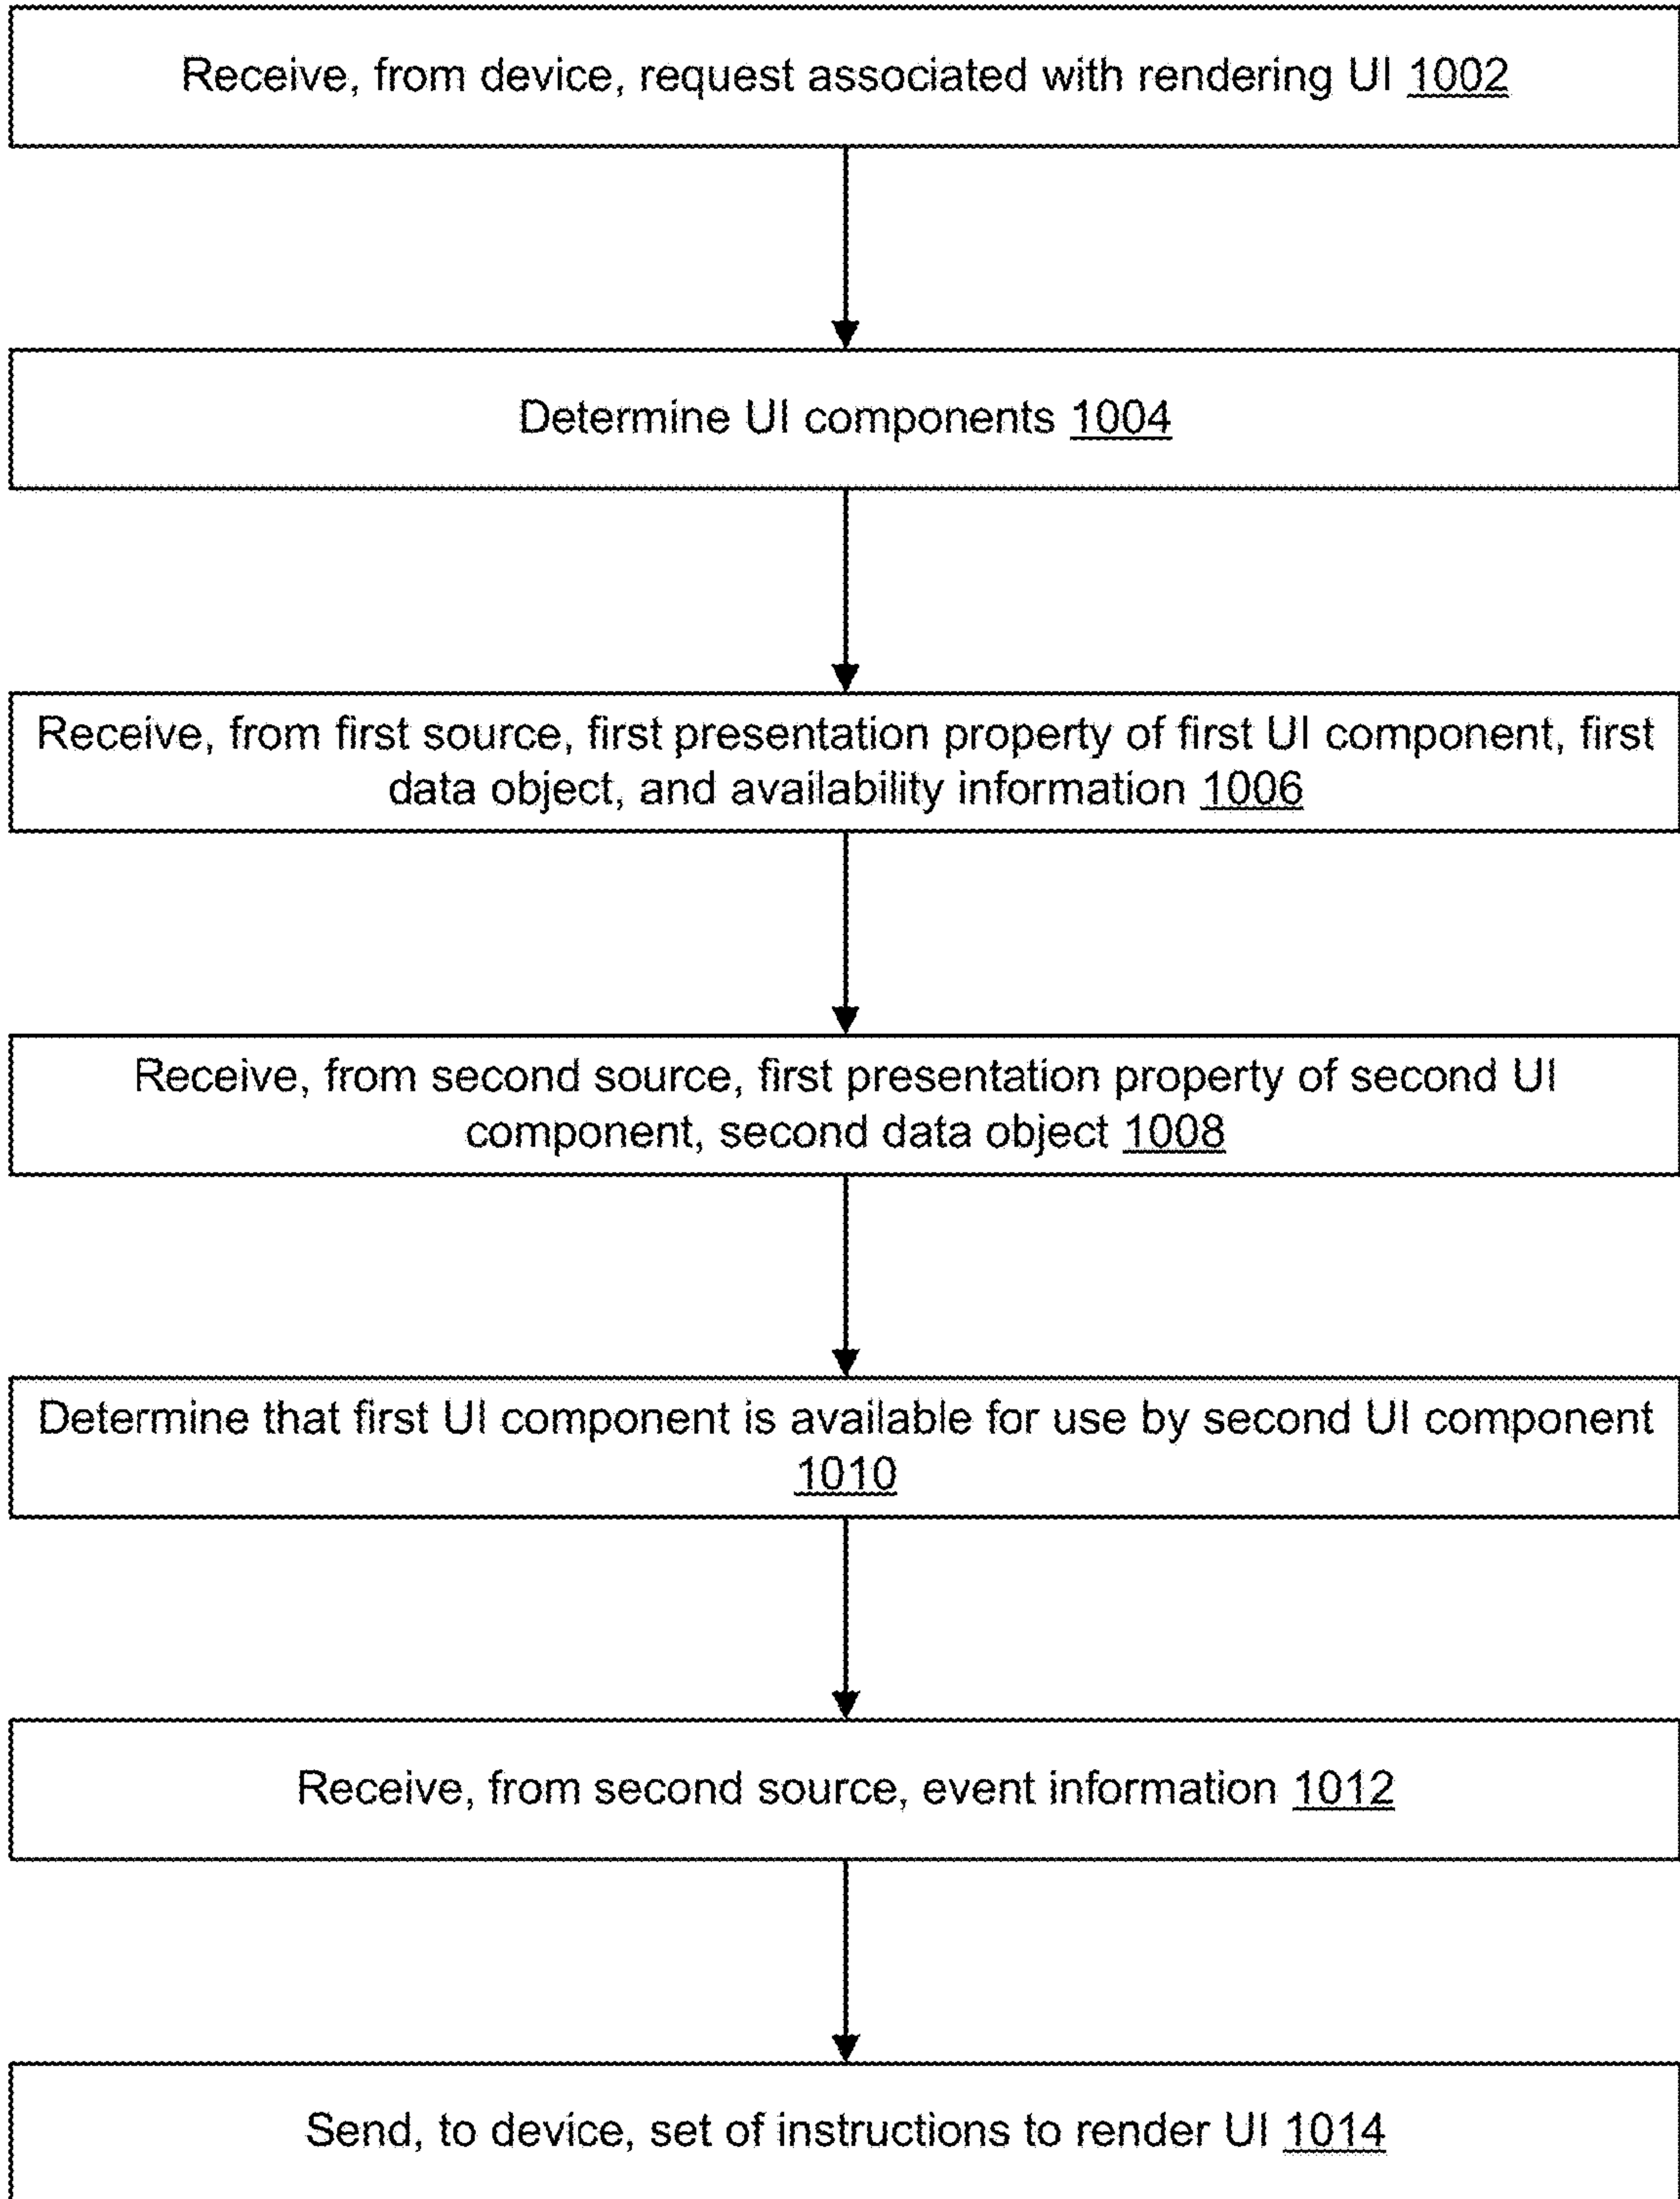 Receive, from device, request associated with rendering UI 1002
Determine UI components 1004
Receive, from first source, first presentation property of first UI component, first
data object, and availability information 1006
Receive, from second source, first presentation property of second UI
component, second data object 1008
Determine that first UI component is available for use by second UI component
1010
Receive, from second source, event information 1012
Send, to device, set of instructions to render UI 1014